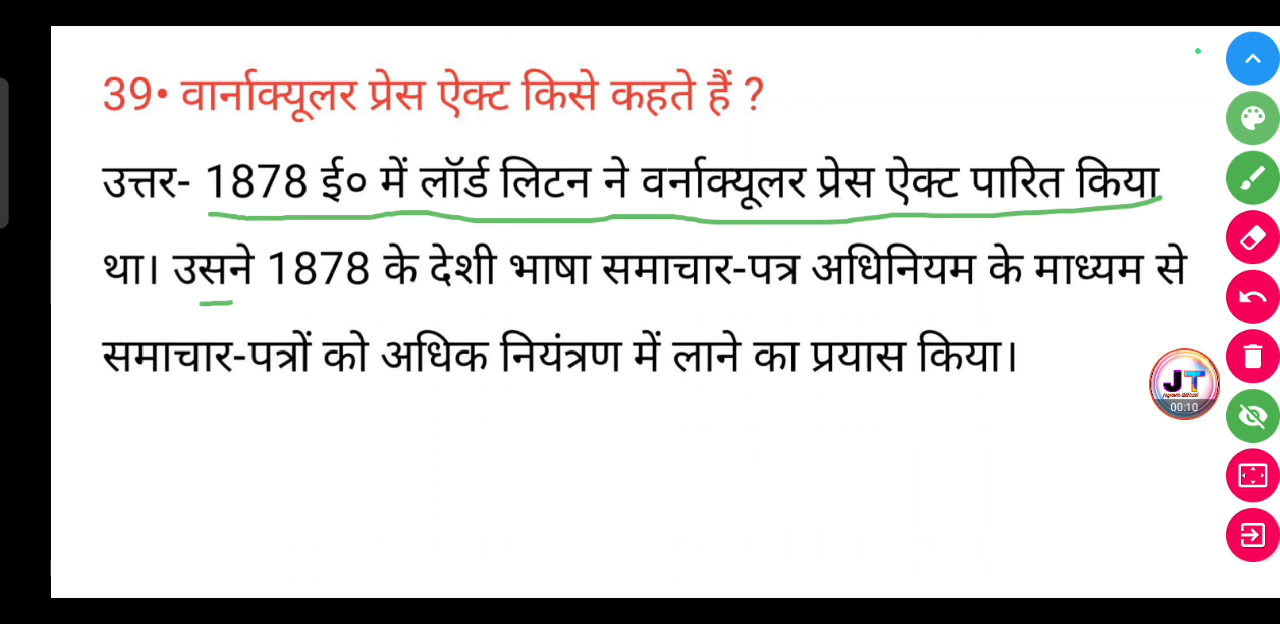 39• वार्नाक्यूलर प्रेस ऐक्ट किसे कहते हैं ?
उत्तर- 1878 ई० में लॉर्ड लिटन ने वर्नाक्यूलर प्रेस ऐक्ट पारित किया
था। उसने 1878 के देशी भाषा समाचार-पत्र अधिनियम के माध्यम से
समाचार-पत्रों को अधिक नियंत्रण में लाने का प्रयास किया।
JT
00:10